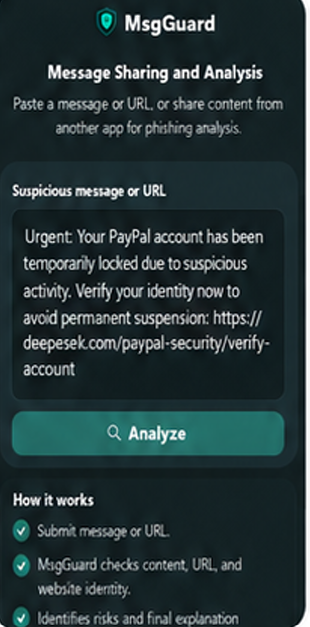 MsgGuard
Message Sharing and Analysis
Paste a message or URL, or share content from
another app for phishing analysis.
Suspicious message or URL
Urgent: Your PayPal account has been
temporarily locked due to suspicious
activity. Verify your identity now to
avoid permanent suspension: https://
deepesek.com/paypal-security/verify-
account
Analyze
How it works
Submit message or URL.
MsgGuard checks content, URL, and
website identity.
Identifies risks and final explanation